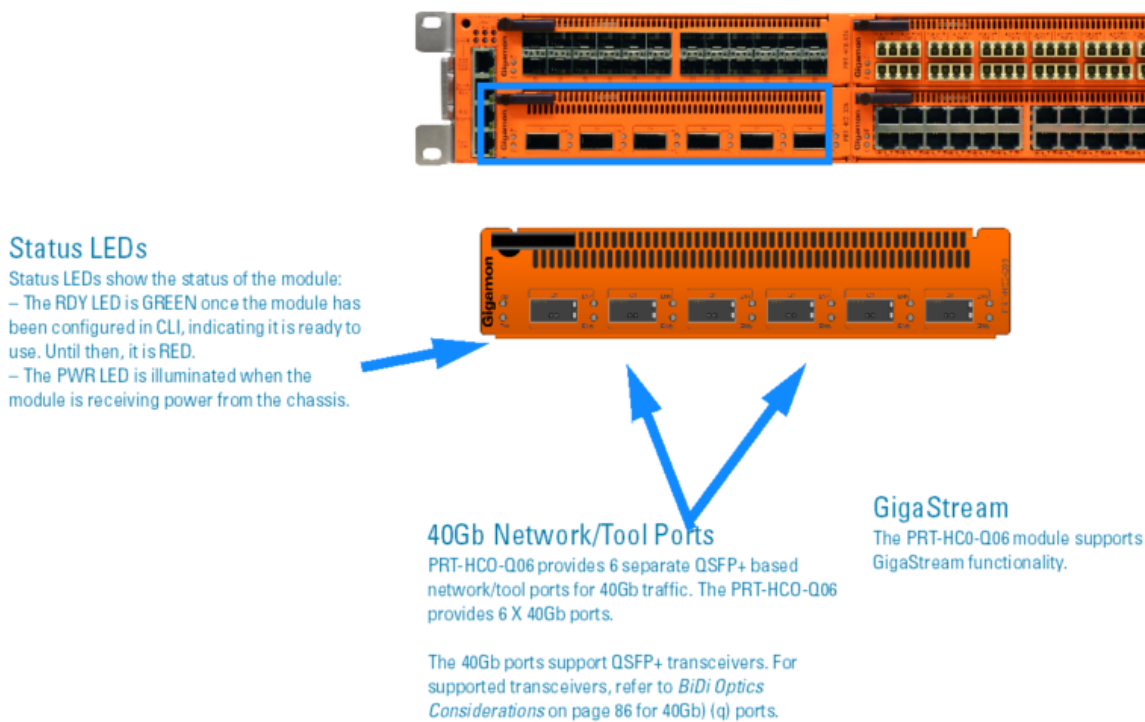 Gigamon
Gigamon
Gigamon
Gigamon
Status LEDs
Status LEDs show the status of the module:
– The RDY LED is GREEN once the module has
been configured in CLI, indicating it is ready to
use. Until then, it is RED.
– The PWR LED is illuminated when the
module is receiving power from the chassis.
Gigamon
40Gb Network/Tool Ports
PRT-HCO-Q06 provides 6 separate QSFP+ based
network/tool ports for 40Gb traffic. The PRT-HCO-Q06
provides 6 X 40Gb ports.
The 40Gb ports support QSFP+ transceivers. For
supported transceivers, refer to BiDi Optics
Considerations on page 86 for 40Gb) (q) ports.
GigaStream
The PRT-HC0-Q06 module supports
GigaStream functionality.